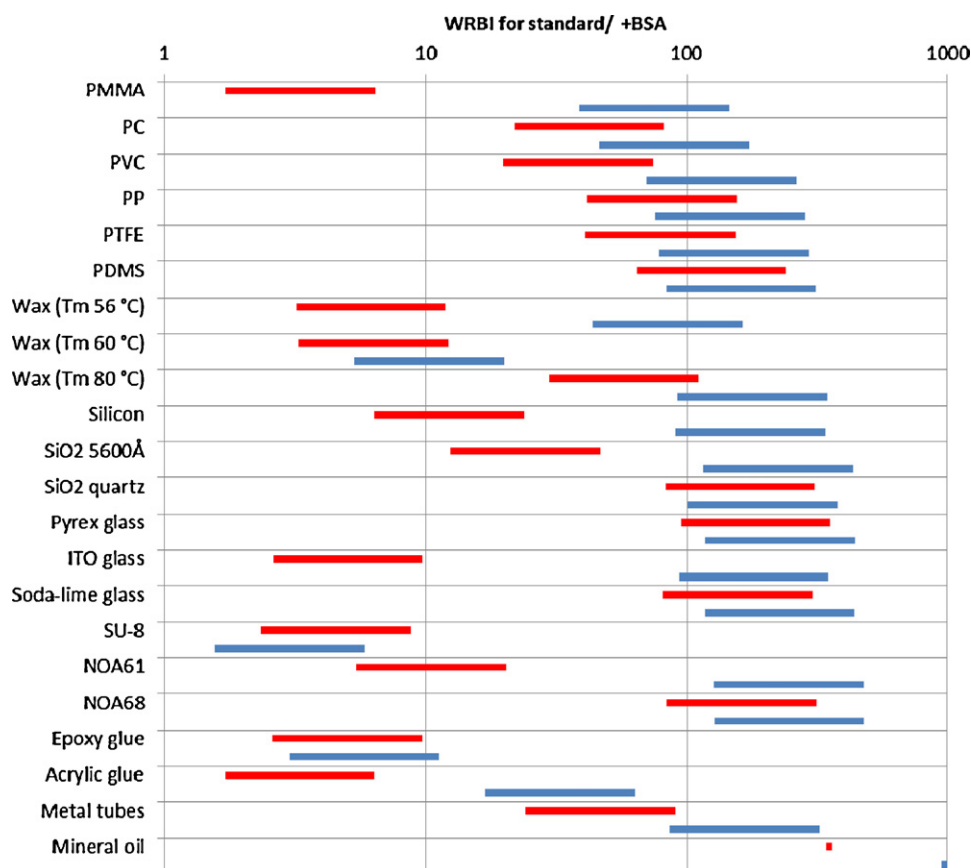 WRBI for standard/ +BSA
1 10 100 1000
PMMA
PC
PVC
PP
PTFE
PDMS
Wax (Tm 56 °C)
Wax (Tm 60 °C)
Wax (Tm 80 °C)
Silicon
SiO2 5600Å
SiO2 quartz
Pyrex glass
ITO glass
Soda-lime glass
SU-8
NOA61
NOA68
Epoxy glue
Acrylic glue
Metal tubes
Mineral oil